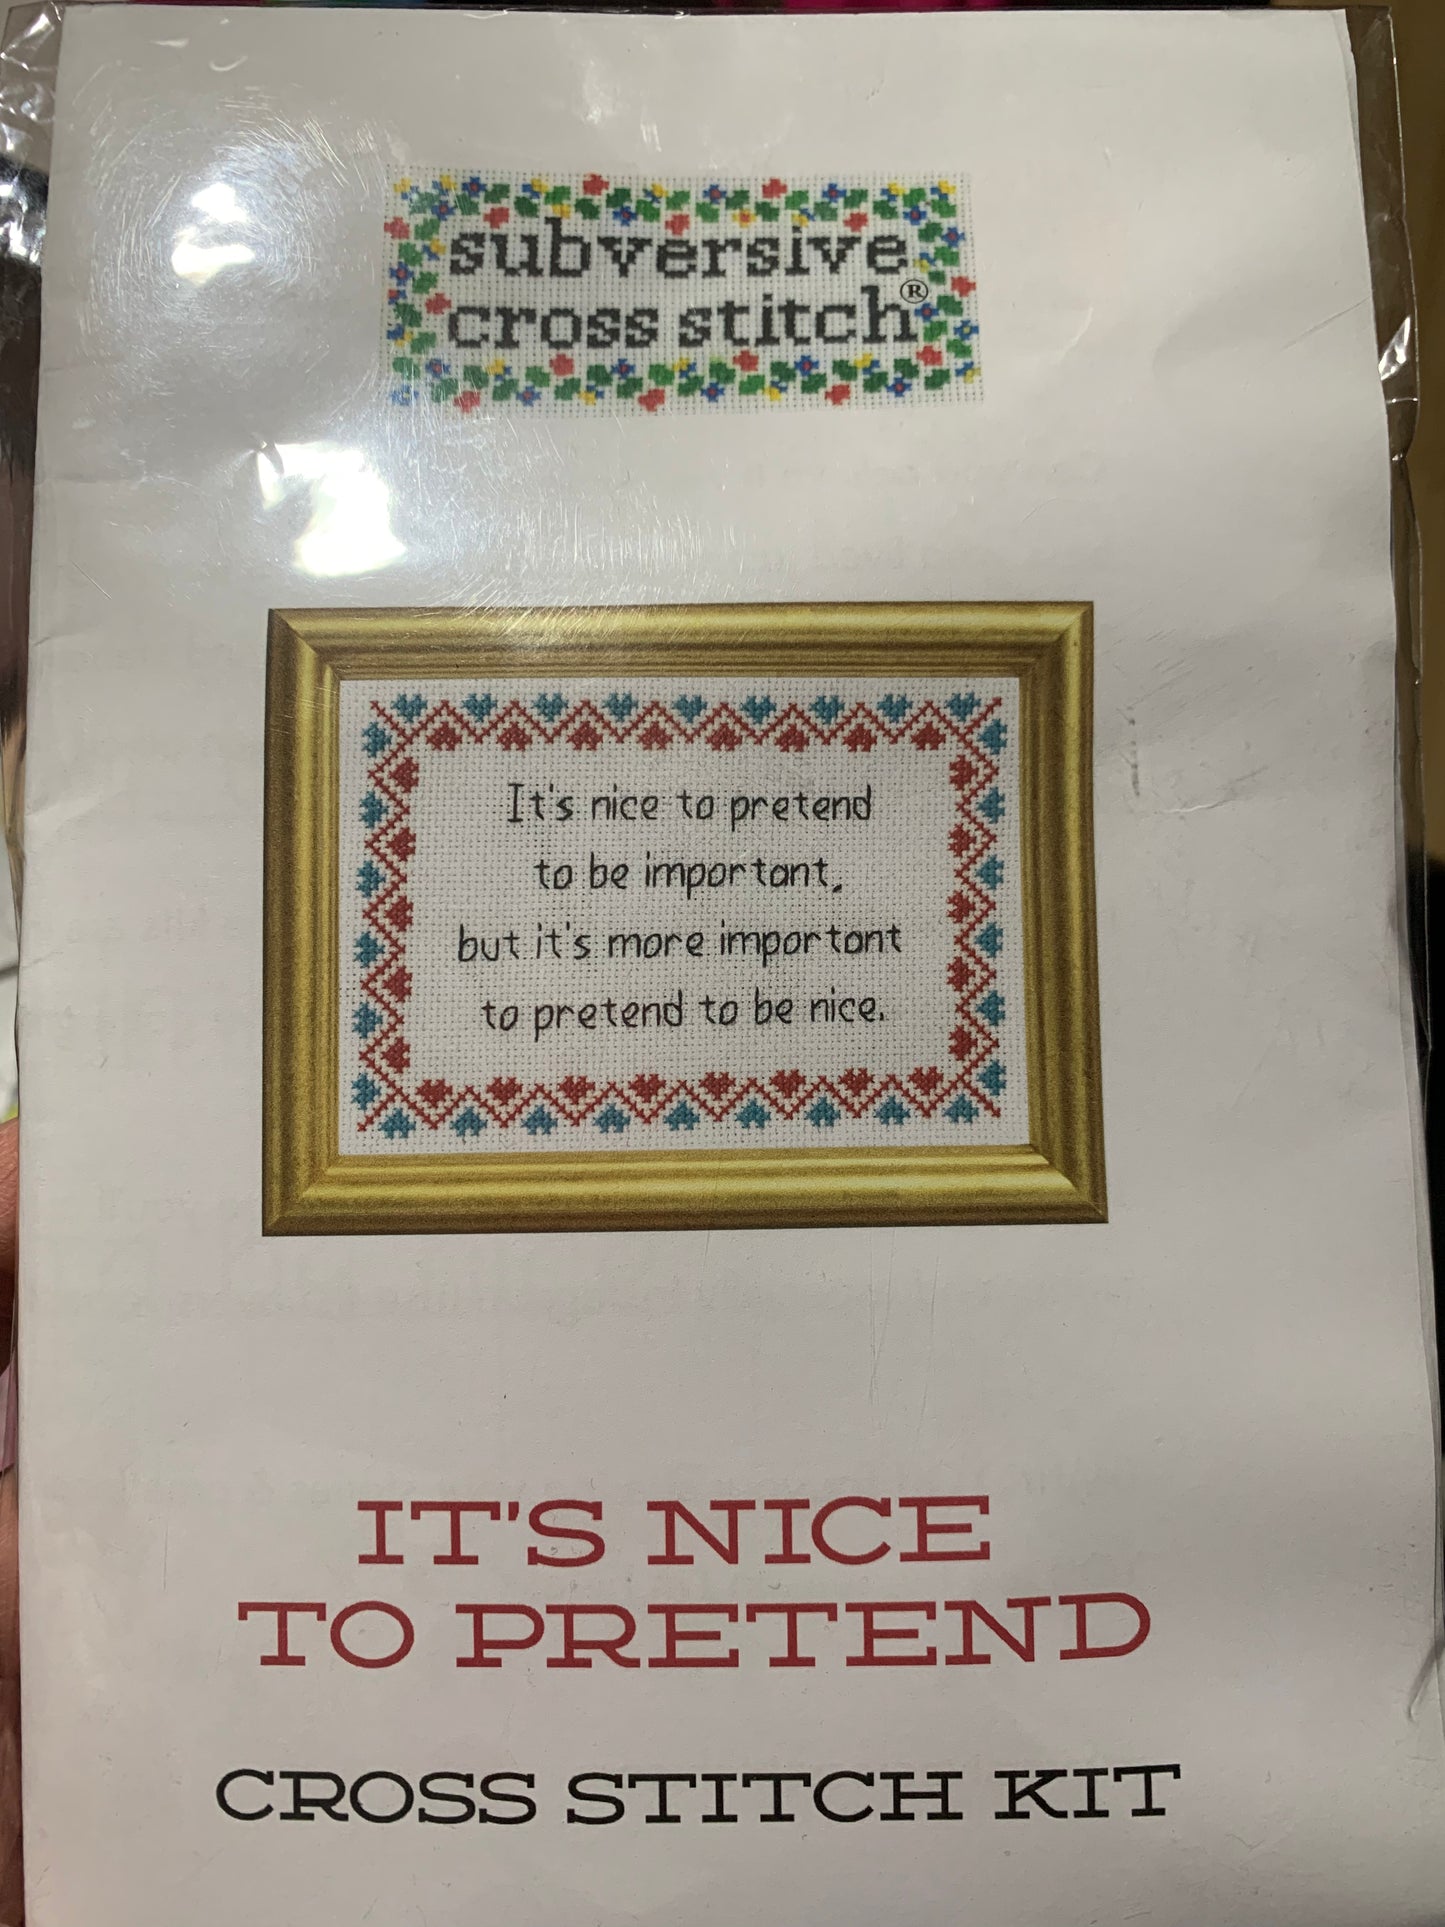 subversive
cross stitch®
It's nice to pretend
to be important,
but it's more important
to pretend to be nice.
IT'S NICE
TO PRETEND
CROSS STITCH KIT